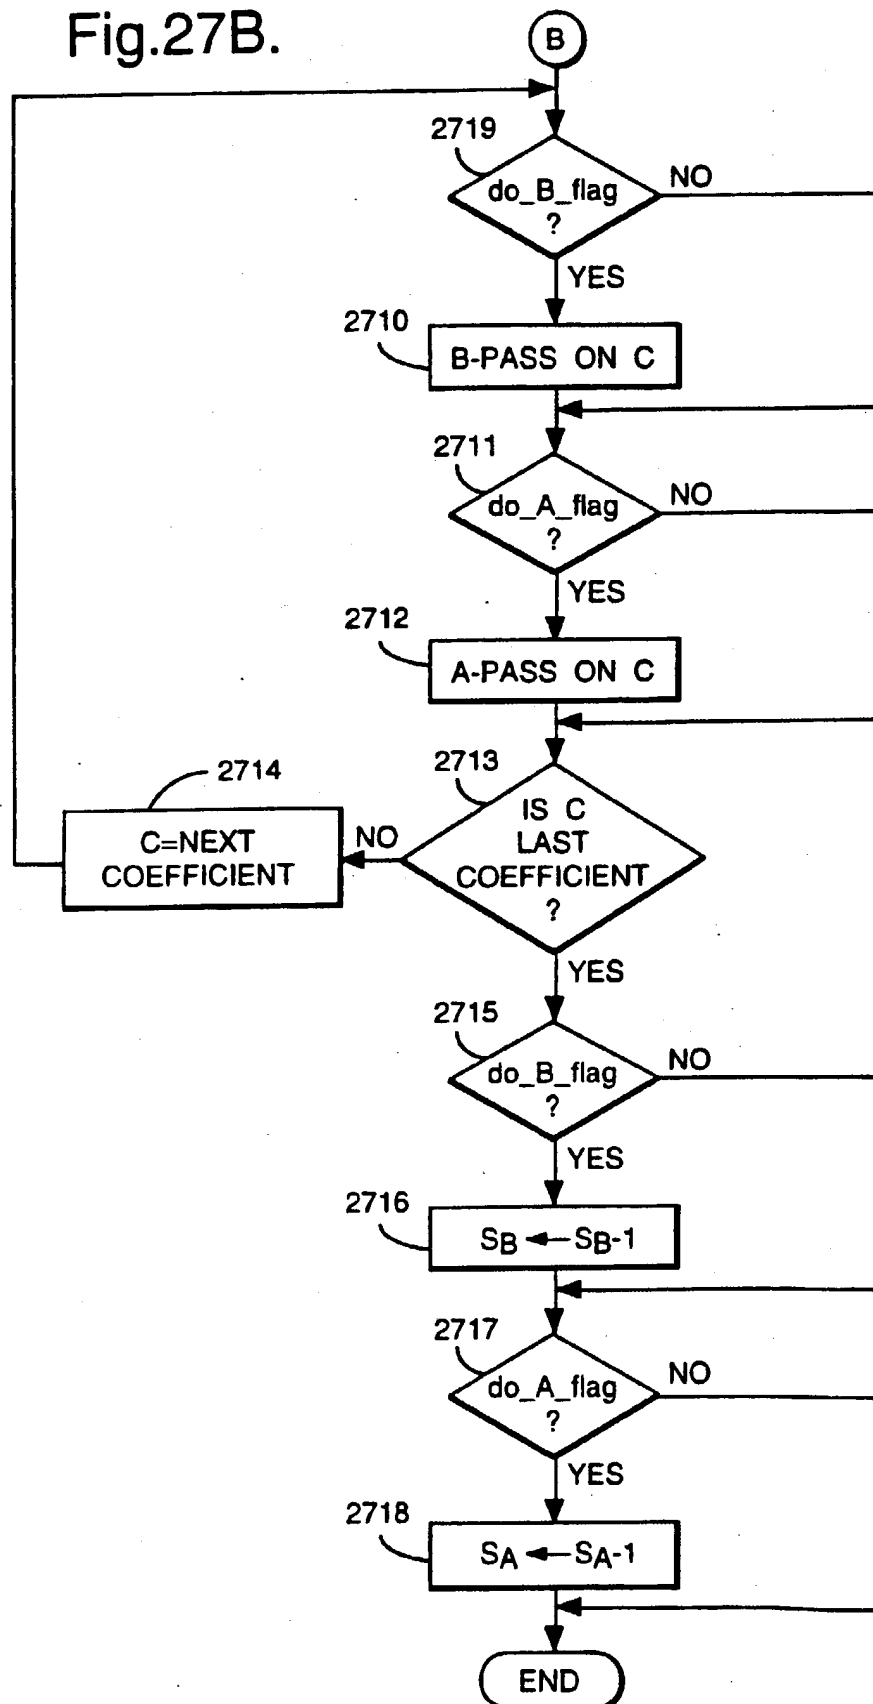 Fig.27B.
B
2719
do_B_flag
?
NO
YES
2710
B-PASS ON C
2711
do_A_flag
?
NO
YES
2712
A-PASS ON C
2713
IS C
LAST
COEFFICIENT
?
NO
2714
C=NEXT
COEFFICIENT
YES
2715
do_B_flag
?
NO
YES
2716
SB ← SB-1
2717
do_A_flag
?
NO
YES
2718
SA ← SA-1
END